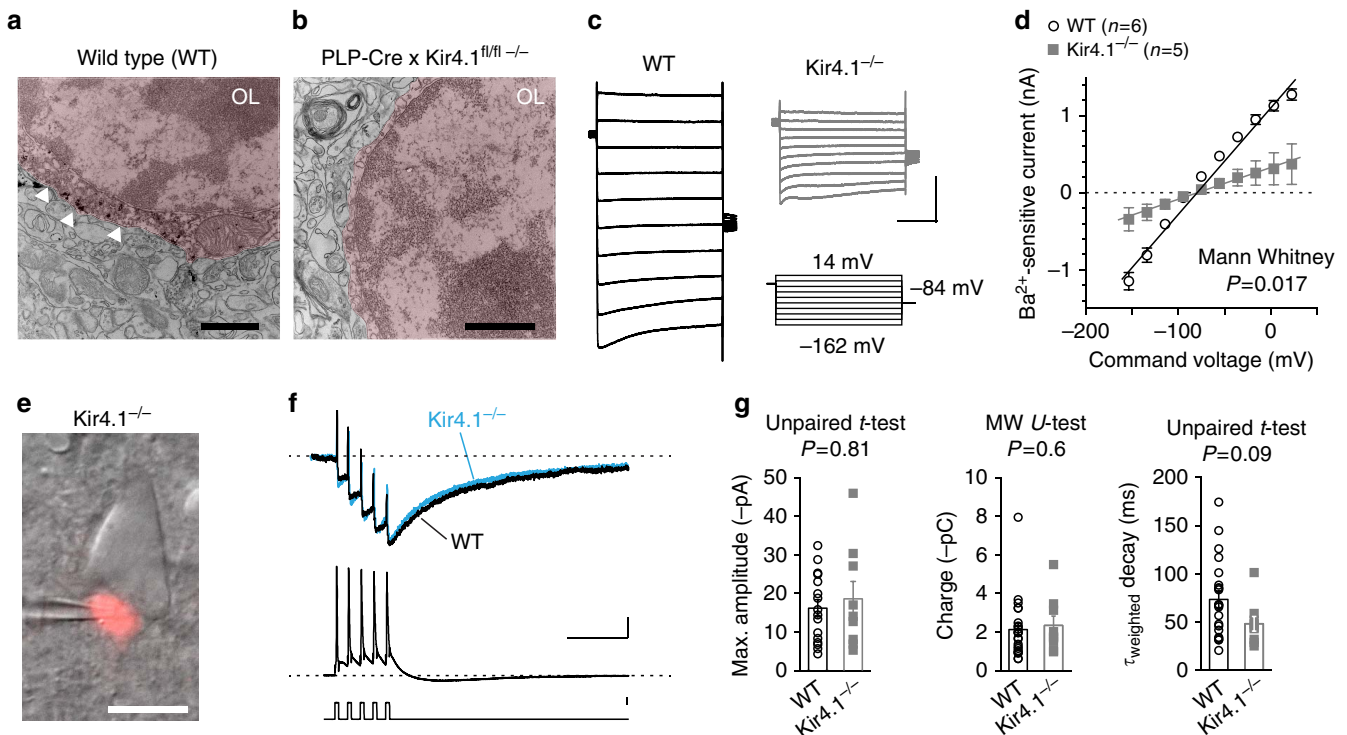 a
Wild type (WT)
OL
b
PLP-Cre x Kir4.1fl/fl −/−
OL
c
WT
Kir4.1−/−
14 mV
−84 mV
−162 mV
d
WT (n=6)
Kir4.1−/− (n=5)
Ba2+-sensitive current (nA)
1
0
−1
Mann Whitney
P=0.017
−200
−100
0
Command voltage (mV)
e
Kir4.1−/−
f
Kir4.1−/−
WT
g
Unpaired t-test
P=0.81
Max. amplitude (−pA)
50
40
30
20
10
0
WT
Kir4.1−/−
MW U-test
P=0.6
Charge (−pC)
10
8
6
4
2
0
WT
Kir4.1−/−
Unpaired t-test
P=0.09
τweighted decay (ms)
200
150
100
50
0
WT
Kir4.1−/−